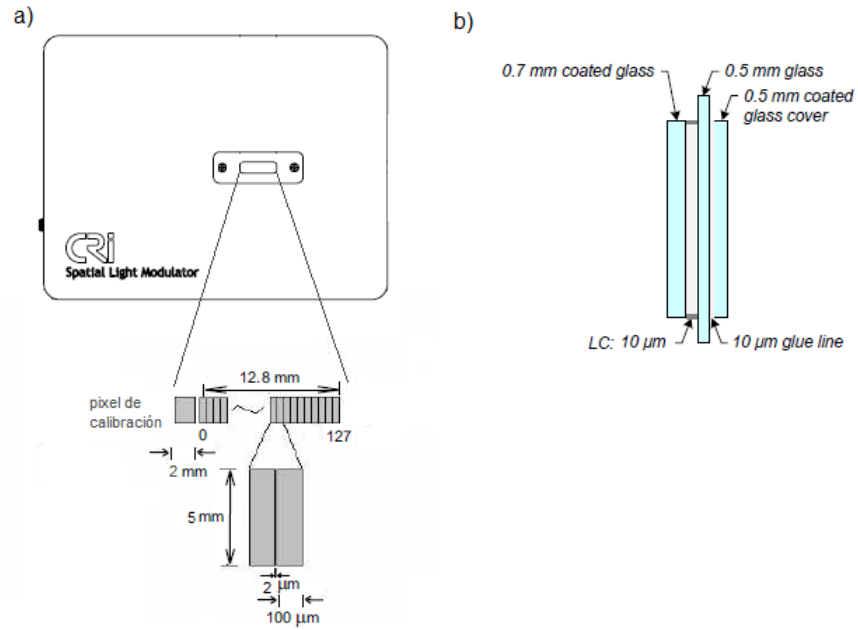 a)
CRi
Spatial Light Modulator
12.8 mm
pixel de
calibración
0
127
2 mm
5 mm
2 μm
100 μm
b)
0.7 mm coated glass
0.5 mm glass
0.5 mm coated
glass cover
LC: 10 μm
10 μm glue line